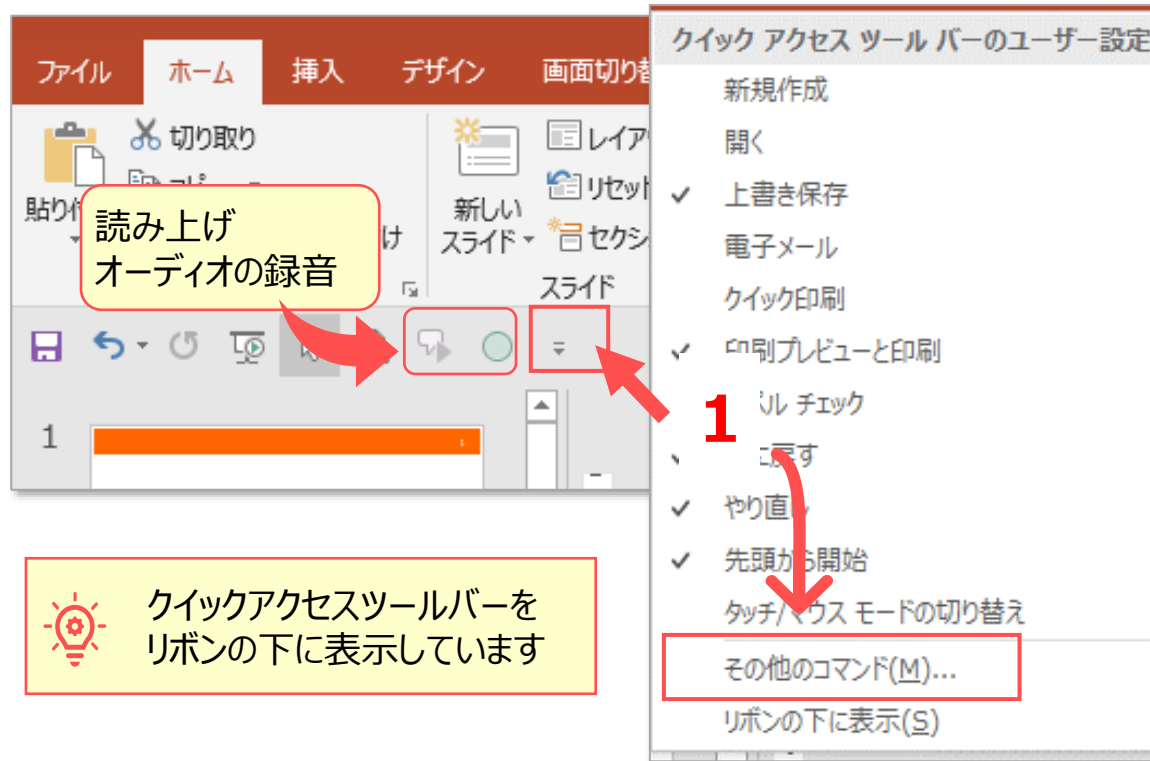 ファイル ホーム 挿入 デザイン 画面切り替
切り取り
レイア
リセット
新しい
スライド
セクシ
スライド
読み上げ
オーディオの録音
1
クイックアクセスツールバーを
リボンの下に表示しています
クイック アクセス ツール バーのユーザー設定
新規作成
開く
上書き保存
電子メール
クイック印刷
印刷プレビューと印刷
チェック
1
に戻す
やり直し
先頭から開始
タッチ/マウス モードの切り替え
その他のコマンド(M)...
リボンの下に表示(S)